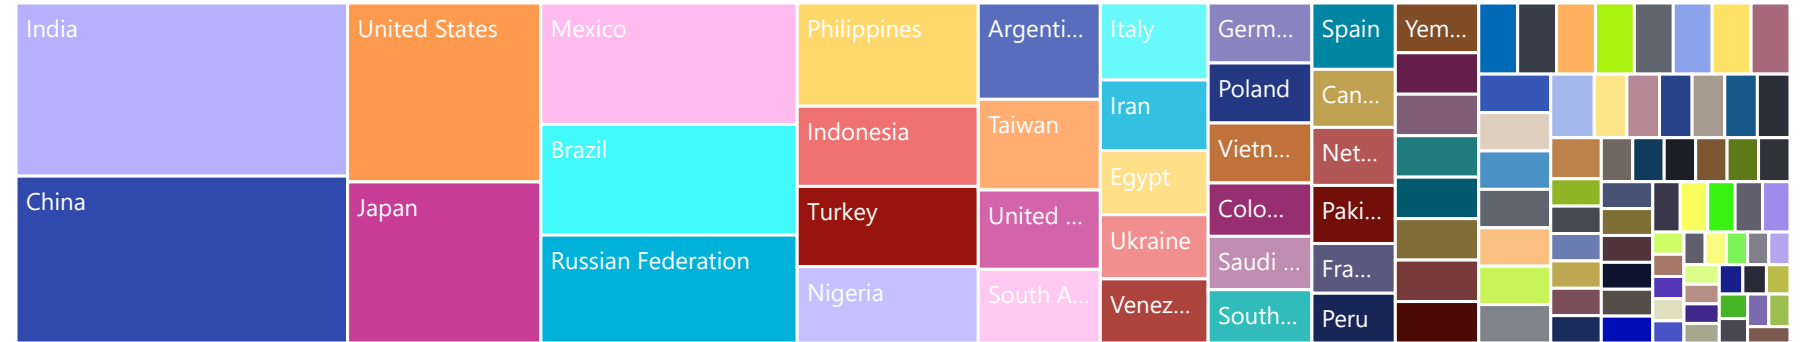 India
China
United States
Japan
Mexico
Brazil
Russian Federation
Philippines
Indonesia
Turkey
Nigeria
Argenti...
Taiwan
United ...
South A...
Italy
Iran
Egypt
Ukraine
Venez...
Germ...
Poland
Vietn...
Colo...
Saudi ...
South...
Spain
Can...
Net...
Paki...
Fra...
Peru
Yem...